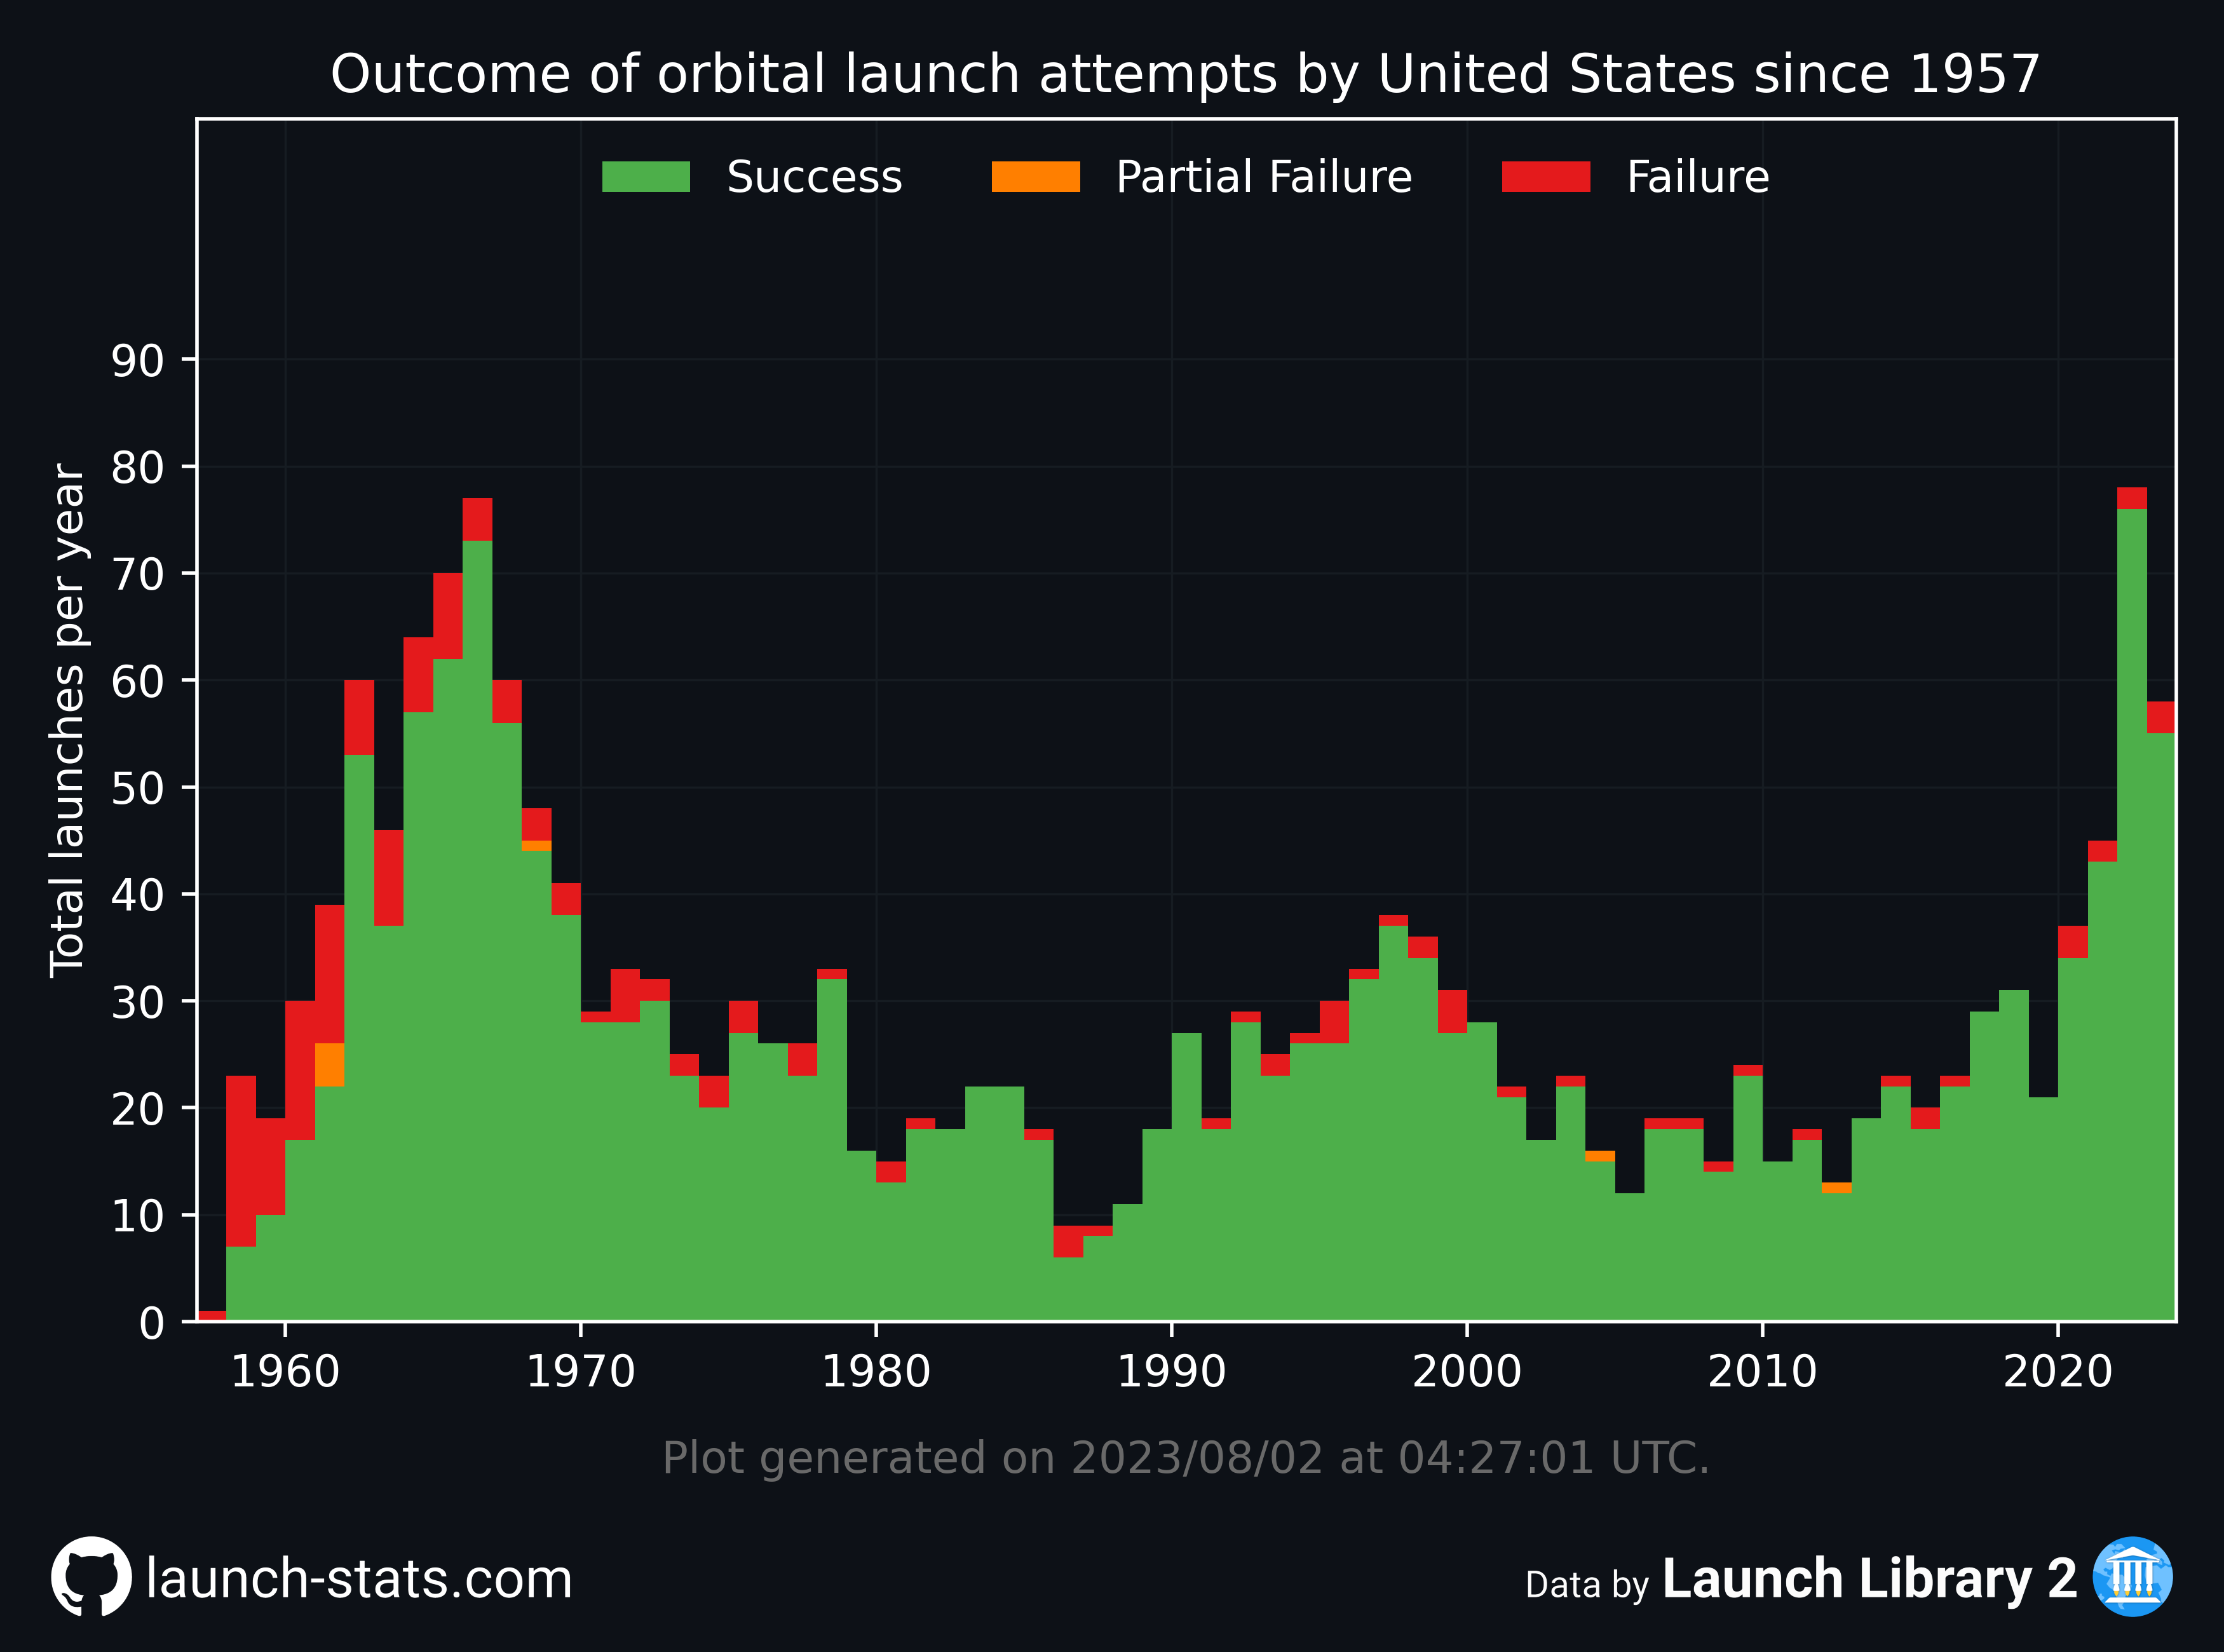 Outcome of orbital launch attempts by United States since 1957
Success Partial Failure Failure
Total launches per year
90
80
70
60
50
40
30
20
10
0
1960 1970 1980 1990 2000 2010 2020
Plot generated on 2023/08/02 at 04:27:01 UTC.
launch-stats.com
Data by Launch Library 2